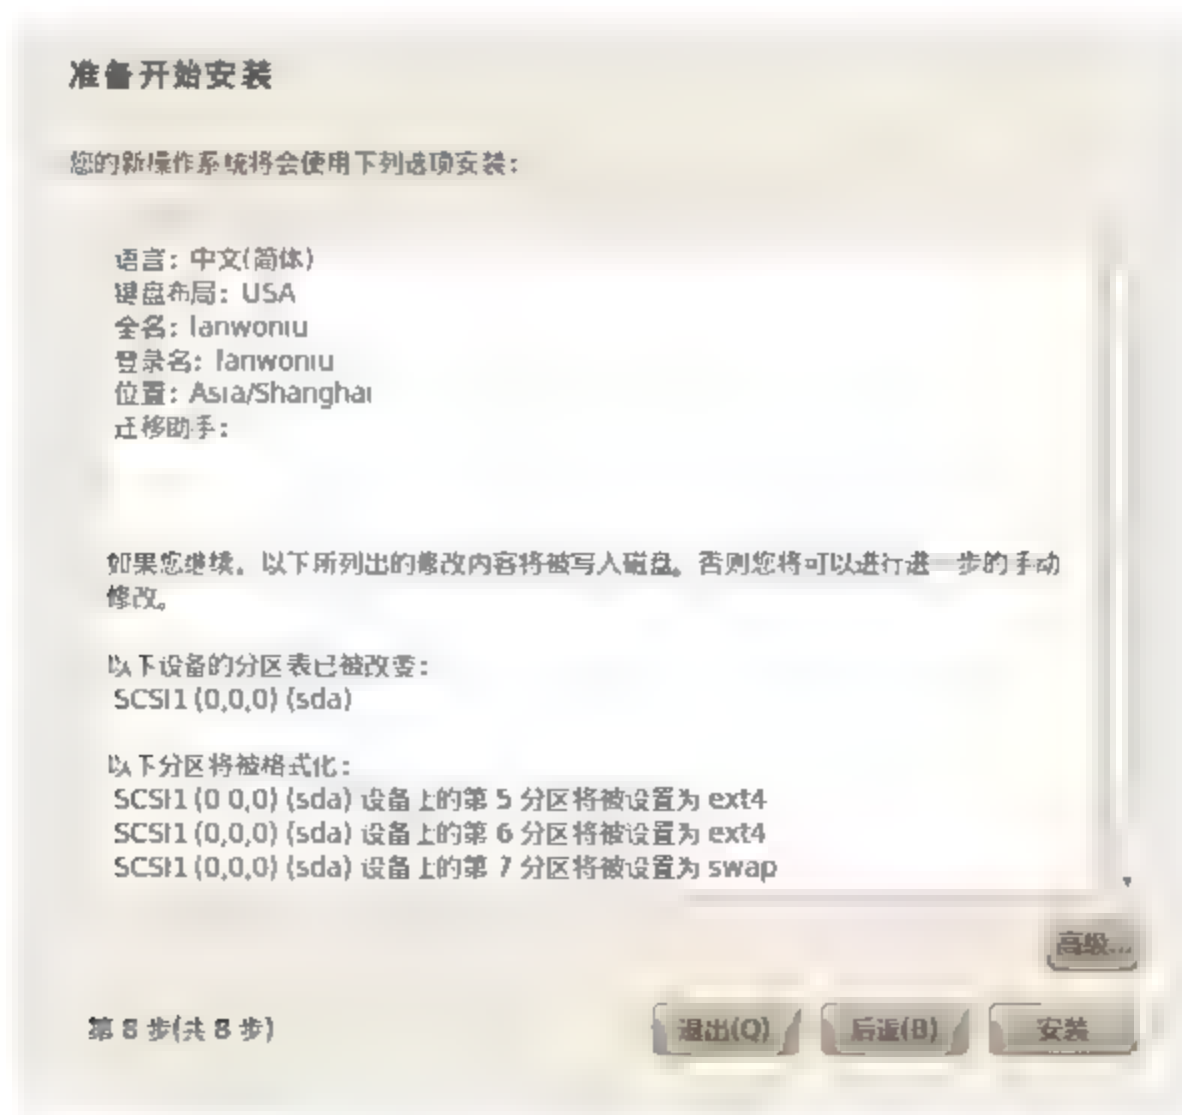 准备开始安装
您的新操作系统将会使用下列选项安装：
语言：中文(简体)
键盘布局：USA
全名：lanwoniu
登录名：lanwoniu
位置：Asia/Shanghai
迁移助手：
如果您继续，以下所列出的修改内容将被写入磁盘。否则您将可以进行进一步的手动
修改。
以下设备的分区表已被改变：
SCSI1 (0,0,0) (sda)
以下分区将被格式化：
SCSI1 (0,0,0) (sda) 设备上的第 5 分区将被设置为 ext4
SCSI1 (0,0,0) (sda) 设备上的第 6 分区将被设置为 ext4
SCSI1 (0,0,0) (sda) 设备上的第 7 分区将被设置为 swap
高级...
第 8 步(共 8 步)
退出(Q)
后退(B)
安装